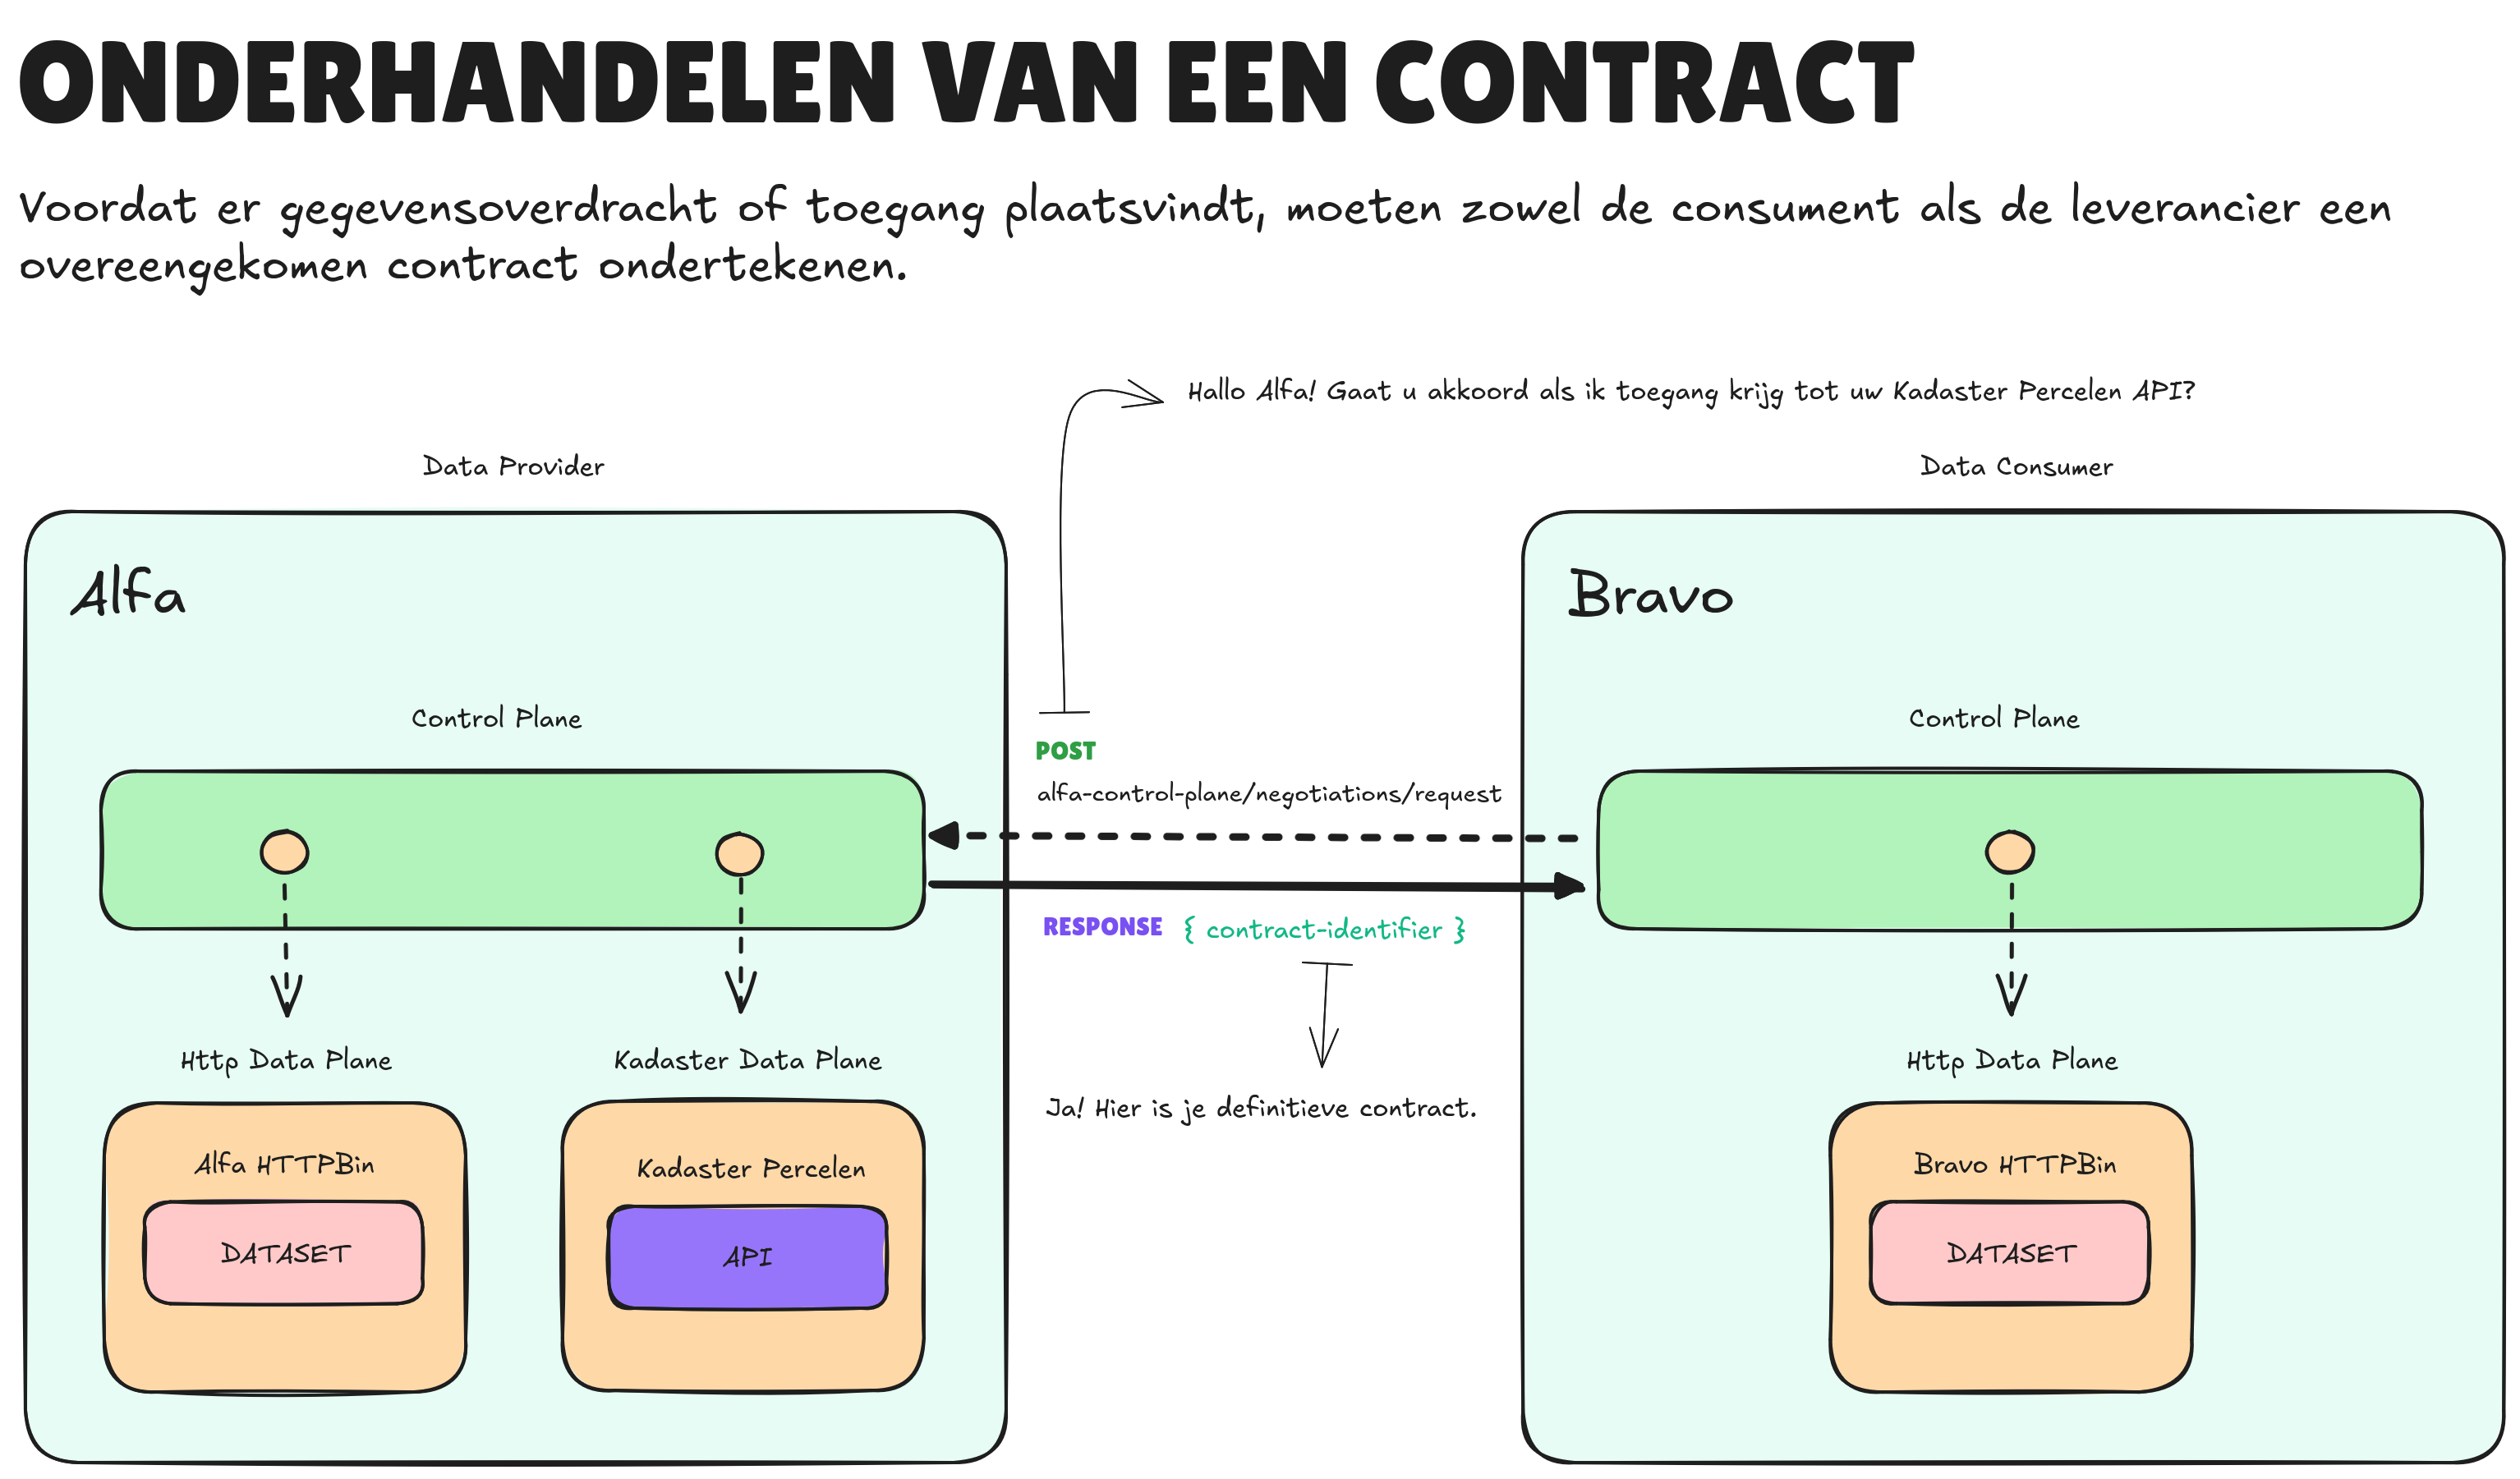 ONDERHANDELEN VAN EEN CONTRACT
Voordat er gegevensoverdracht of toegang plaatsvindt, moeten zowel de consument als de leverancier een
overeengekomen contract ondertekenen.
Hallo Alfa! Gaat u akkoord als ik toegang krijg tot uw Kadaster Percelen API?
Data Provider
Data Consumer
Alfa
Bravo
Control Plane
Control Plane
POST
alfa-control-plane/negotiations/request
RESPONSE { contract-identifier }
Ja! Hier is je definitieve contract.
Http Data Plane
Kadaster Data Plane
Http Data Plane
Alfa HTTPBin
DATASET
Kadaster Percelen
API
Bravo HTTPBin
DATASET